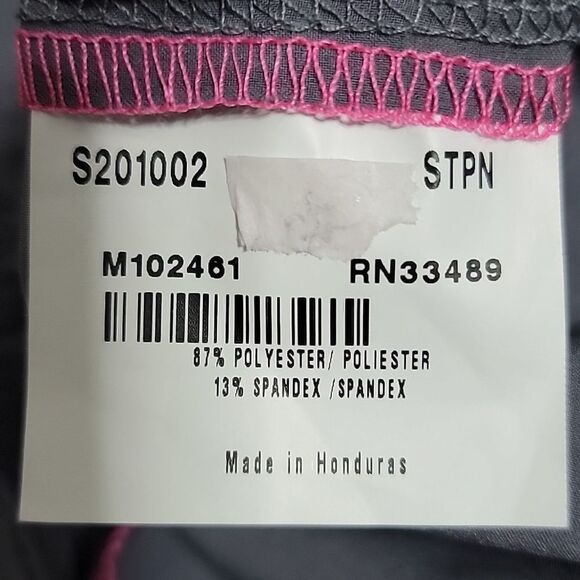 S201002 STPN
M102461 RN33489
87% POLYESTER/ POLIESTER
13% SPANDEX /SPANDEX
Made in Honduras